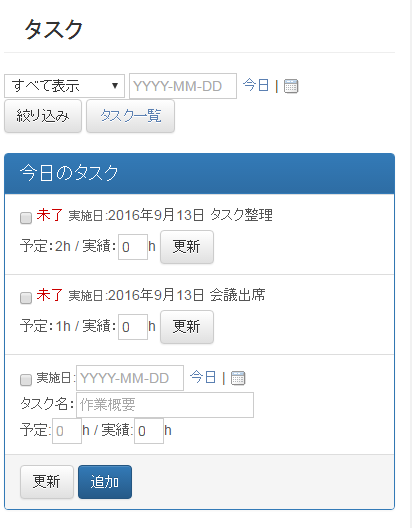 タスク
すべて表示 YYYY-MM-DD 今日 |
絞り込み タスク一覧
今日のタスク
未了 実施日:2016年9月13日 タスク整理
予定:2h / 実績: 0 h 更新
未了 実施日:2016年9月13日 会議出席
予定:1h / 実績: 0 h 更新
実施日: YYYY-MM-DD 今日 |
タスク名: 作業概要
予定: 0 h / 実績: 0 h
更新 追加